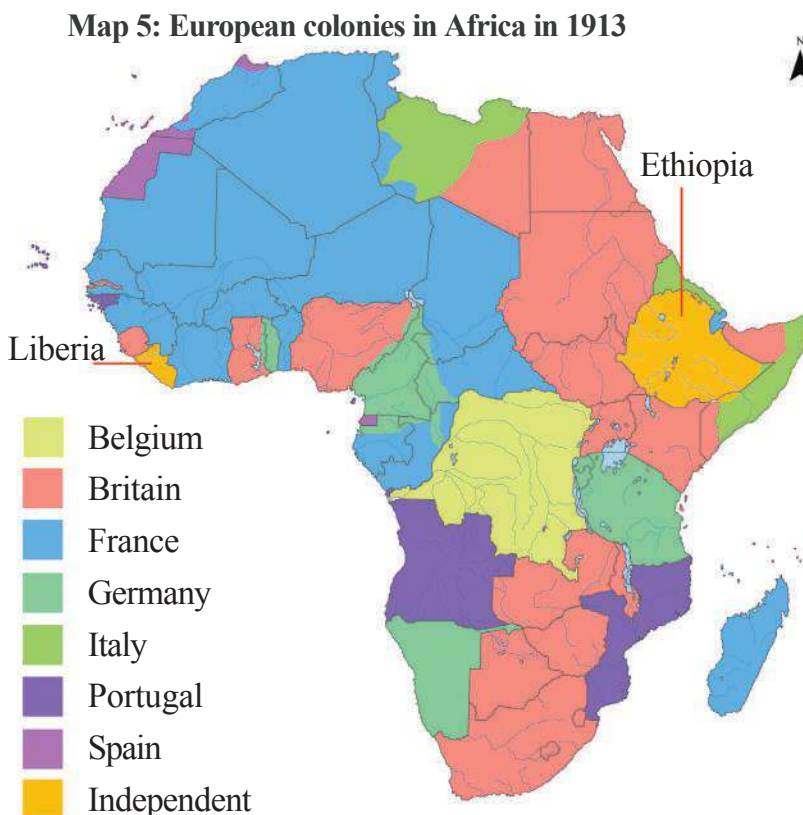 Map 5: European colonies in Africa in 1913
N
Ethiopia
Liberia
Belgium
Britain
France
Germany
Italy
Portugal
Spain
Independent